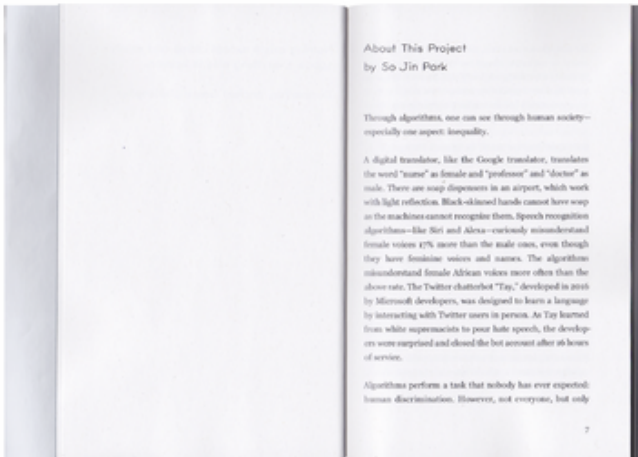 About This Project
by So Jin Park
Through algorithms, one can see through human society—
especially one aspect: inequality.
A digital translator, like the Google translator, translates
the word “nurse” as female and “professor” and “doctor” as
male. There are soap dispensers in an airport, which work
with light reflection. Black-skinned hands cannot have soap
as the machines cannot recognize them. Speech recognition
algorithms—like Siri and Alexa—curiously misunderstand
female voices 17% more than the male ones, even though
they have feminine voices and names. The algorithms
misunderstand female African voices more often than the
above rate. The Twitter chatterbot “Tay,” developed in 2016
by Microsoft developers, was designed to learn a language
by interacting with Twitter users in person. As Tay learned
from white supremacists to pour hate speech, the develop-
ers were surprised and closed the bot account after 16 hours
of service.
Algorithms perform a task that nobody has ever expected:
human discrimination. However, not everyone, but only
7